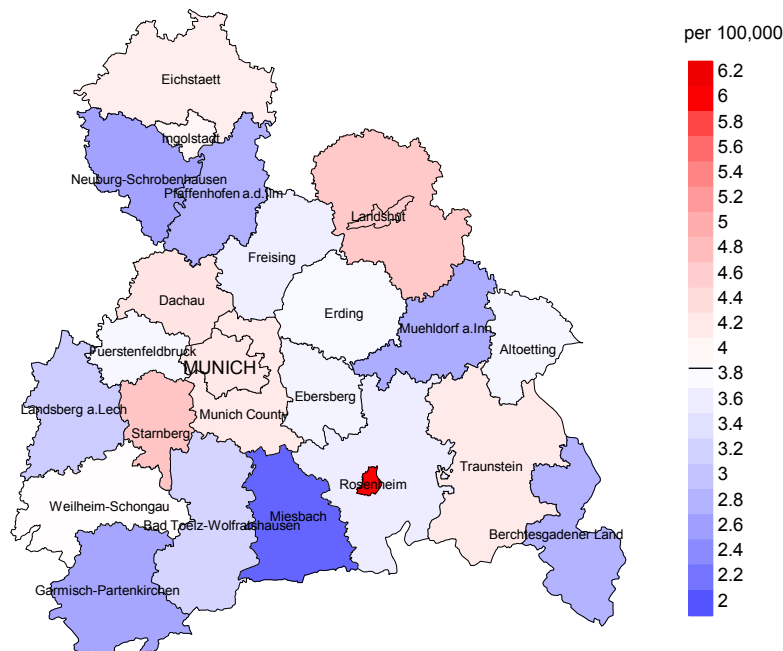 per 100,000
Eichstaett
Ingolstadt
Neuburg-Schrobenhausen
Pfaffenhofen a.d.Ilm
Landshut
Freising
Dachau
Erding
Muehldorf a.Inn
Altoetting
Fuerstenfeldbruck
MUNICH
Ebersberg
Landsberg a.Lech
Munich County
Starnberg
Traunstein
Rosenheim
Weilheim-Schongau
Miesbach
Bad Toelz-Wolfratshausen
Berchtesgadener Land
Garmisch-Partenkirchen
6.2
6
5.8
5.6
5.4
5.2
5
4.8
4.6
4.4
4.2
4
3.8
3.6
3.4
3.2
3
2.8
2.6
2.4
2.2
2